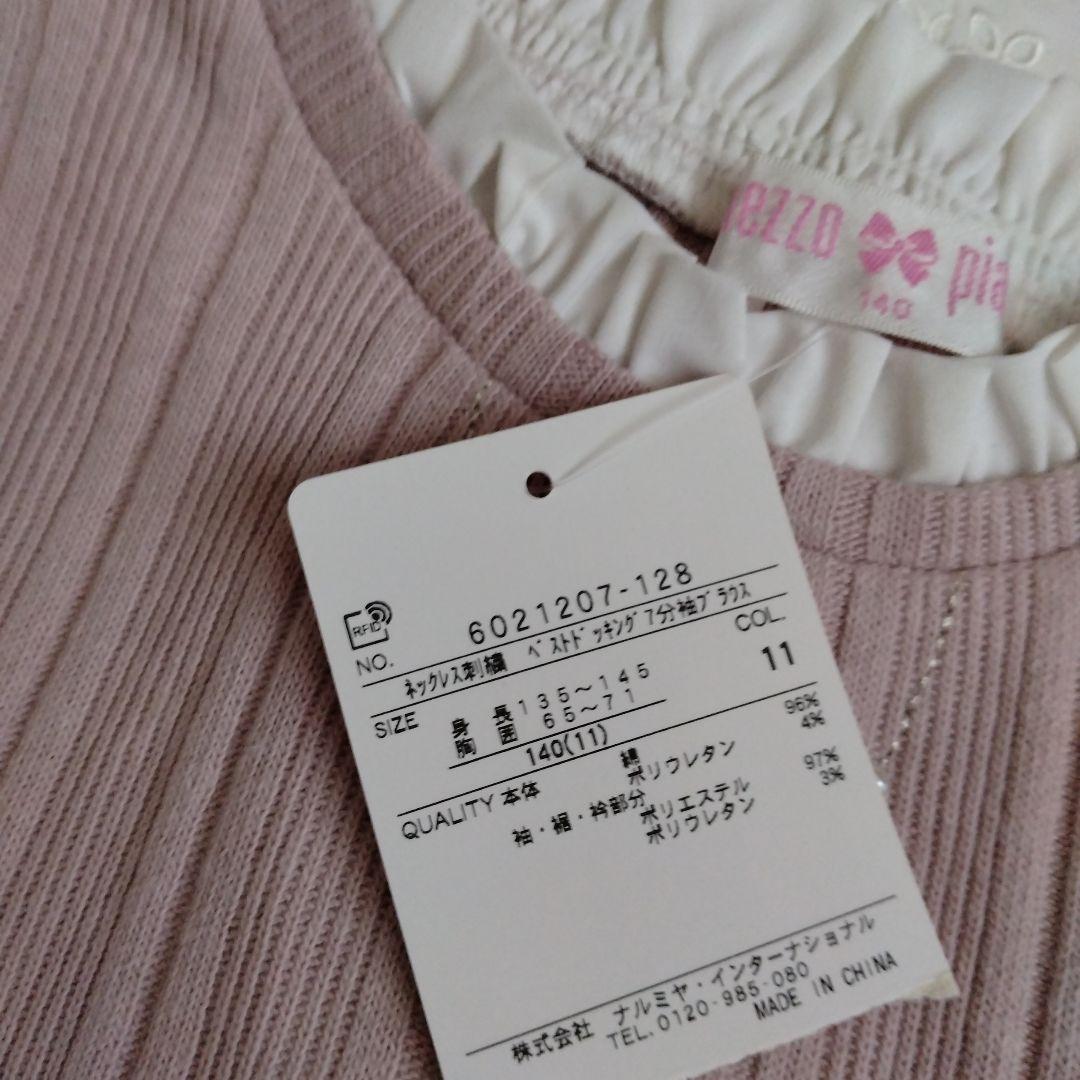 ezzo pia
140
RFID
NO. 6021207-128
ネックレス刺繍 ベストドッキング7分袖ブラウス
COL.
11
SIZE 身長 135~145
胸囲 65~71
140(11)
QUALITY 本体 綿 96%
ポリウレタン 4%
袖・裾・衿部分 ポリエステル 97%
ポリウレタン 3%
株式会社 ナルミヤ・インターナショナル
TEL.0120-985-080
MADE IN CHINA